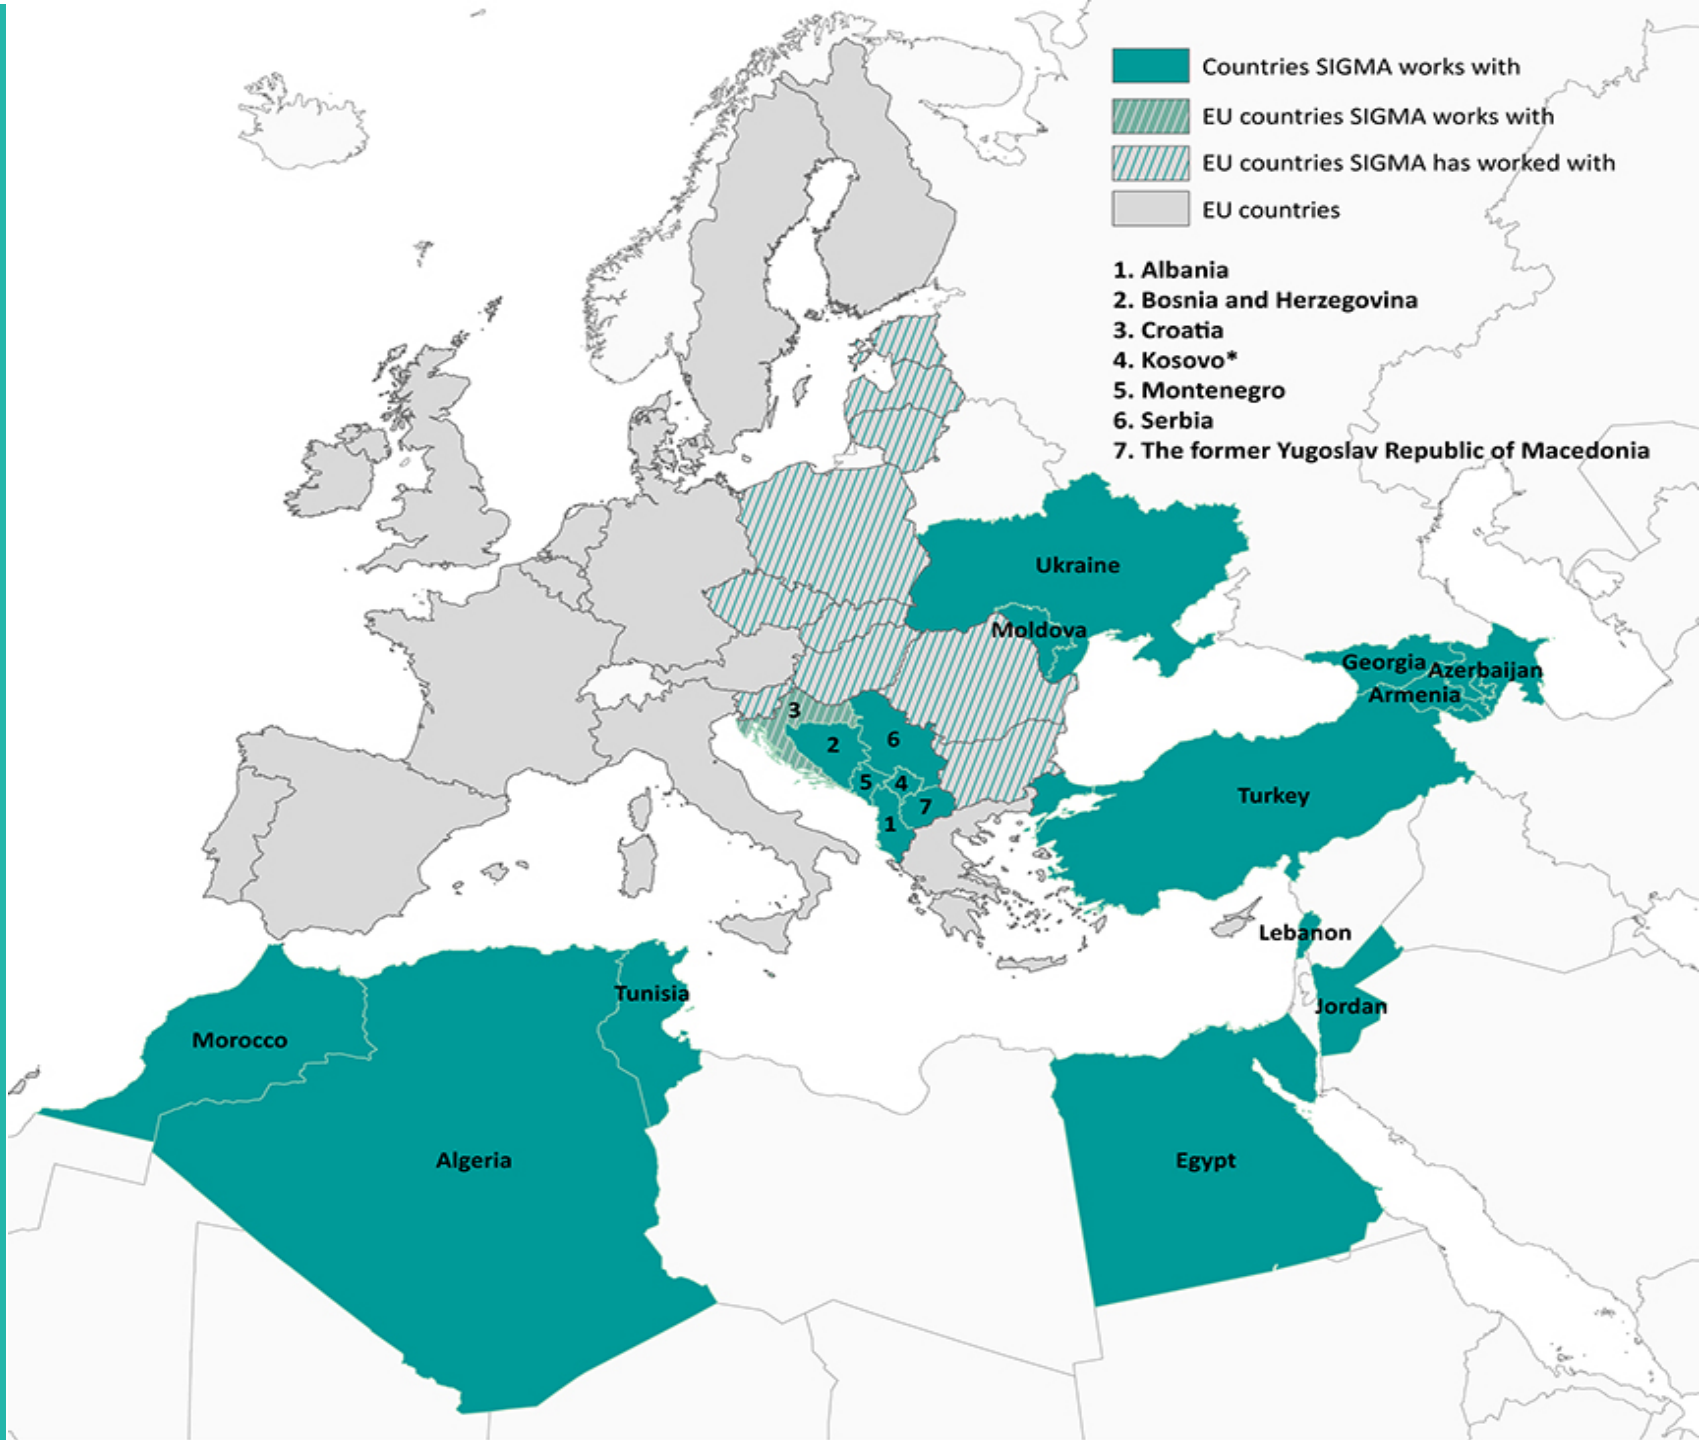 Countries SIGMA works with
EU countries SIGMA works with
EU countries SIGMA has worked with
EU countries
1. Albania
2. Bosnia and Herzegovina
3. Croatia
4. Kosovo*
5. Montenegro
6. Serbia
7. The former Yugoslav Republic of Macedonia
Ukraine
Moldova
Georgia
Azerbaijan
Armenia
3
2
6
5
4
7
1
Turkey
Lebanon
Tunisia
Jordan
Morocco
Algeria
Egypt